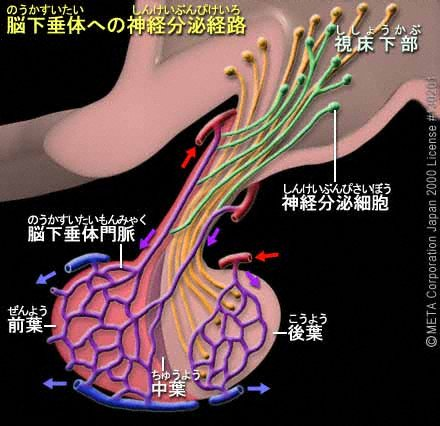 のうかすいたい しんけいぶんぴけいろ
脳下垂体への神経分泌経路
ししょうかぶ
視床下部
しんけいぶんぴさいぼう
神経分泌細胞
のうかすいたいもんみゃく
脳下垂体門脈
ぜんよう
前葉
こうよう
後葉
ちゅうよう
中葉
©META Corporation Japan 2000 License #30201